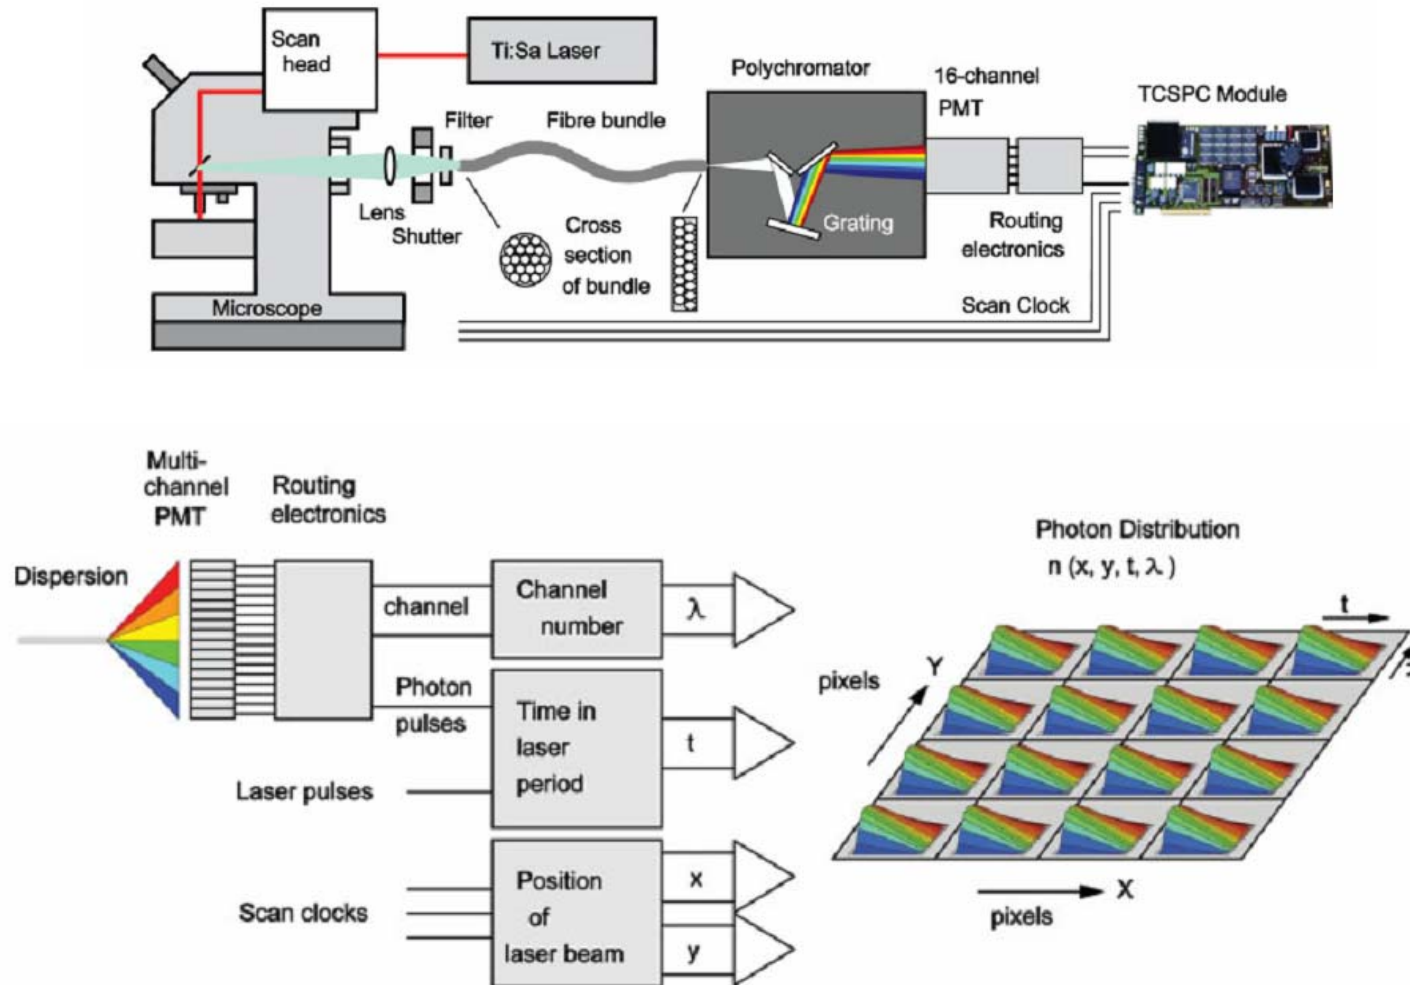 Scan
head
Ti:Sa Laser
Polychromator
16-channel
PMT
TCSPC Module
Filter
Fibre bundle
Lens
Shutter
Grating
Cross
section
of bundle
Routing
electronics
Scan Clock
Microscope
Multi-
channel
PMT
Routing
electronics
Dispersion
channel
Channel
number
λ
Photon
pulses
Time in
laser
period
t
Laser pulses
Scan clocks
Position
of
laser beam
x
y
Photon Distribution
n (x, y, t, λ )
t
pixels
Y
X
pixels